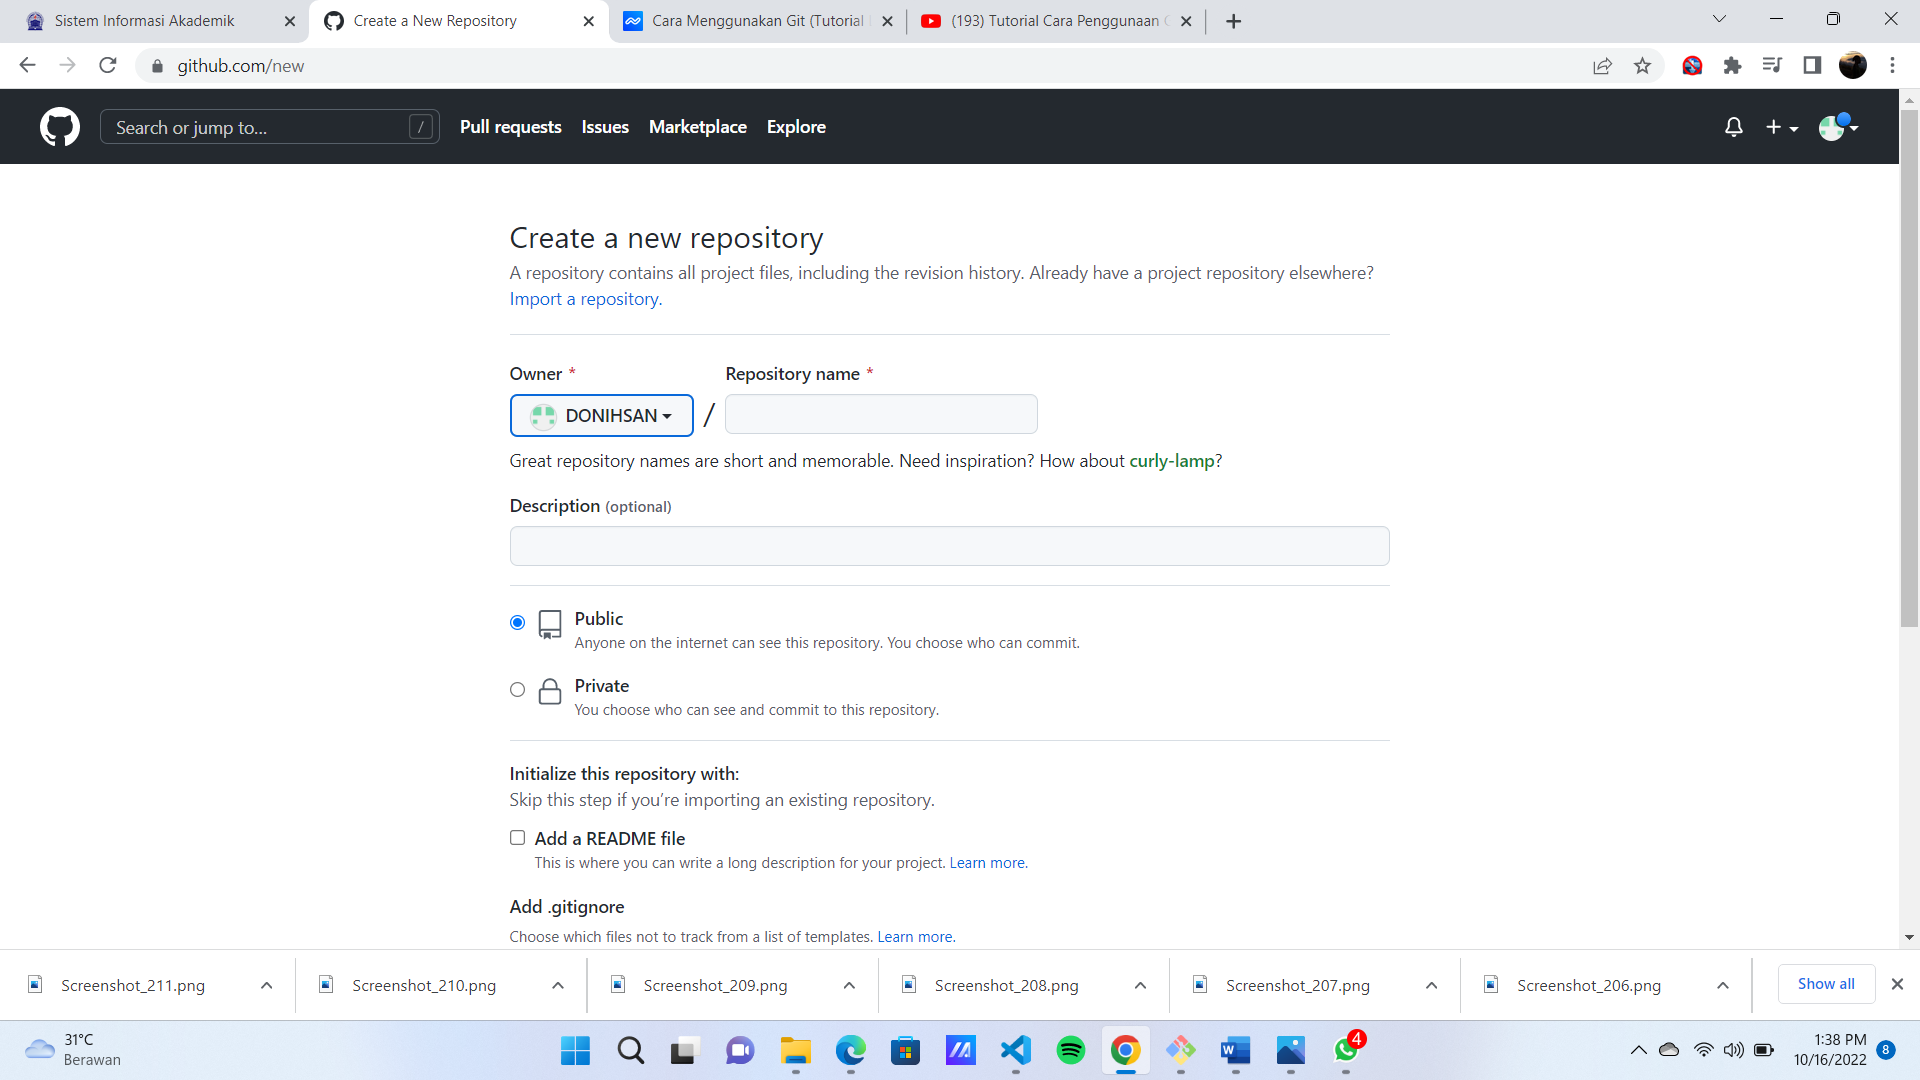 Sistem Informasi Akademik
Create a New Repository
Cara Menggunakan Git (Tutorial
(193) Tutorial Cara Penggunaan
github.com/new
Search or jump to...
/
Pull requests
Issues
Marketplace
Explore
Create a new repository
A repository contains all project files, including the revision history. Already have a project repository elsewhere?
Import a repository.
Owner *
Repository name *
DONIHSAN
/
Great repository names are short and memorable. Need inspiration? How about curly-lamp?
Description (optional)
Public
Anyone on the internet can see this repository. You choose who can commit.
Private
You choose who can see and commit to this repository.
Initialize this repository with:
Skip this step if you’re importing an existing repository.
Add a README file
This is where you can write a long description for your project. Learn more.
Add .gitignore
Choose which files not to track from a list of templates. Learn more.
Screenshot_211.png
Screenshot_210.png
Screenshot_209.png
Screenshot_208.png
Screenshot_207.png
Screenshot_206.png
Show all
31°C
Berawan
W
4
1:38 PM
10/16/2022
8